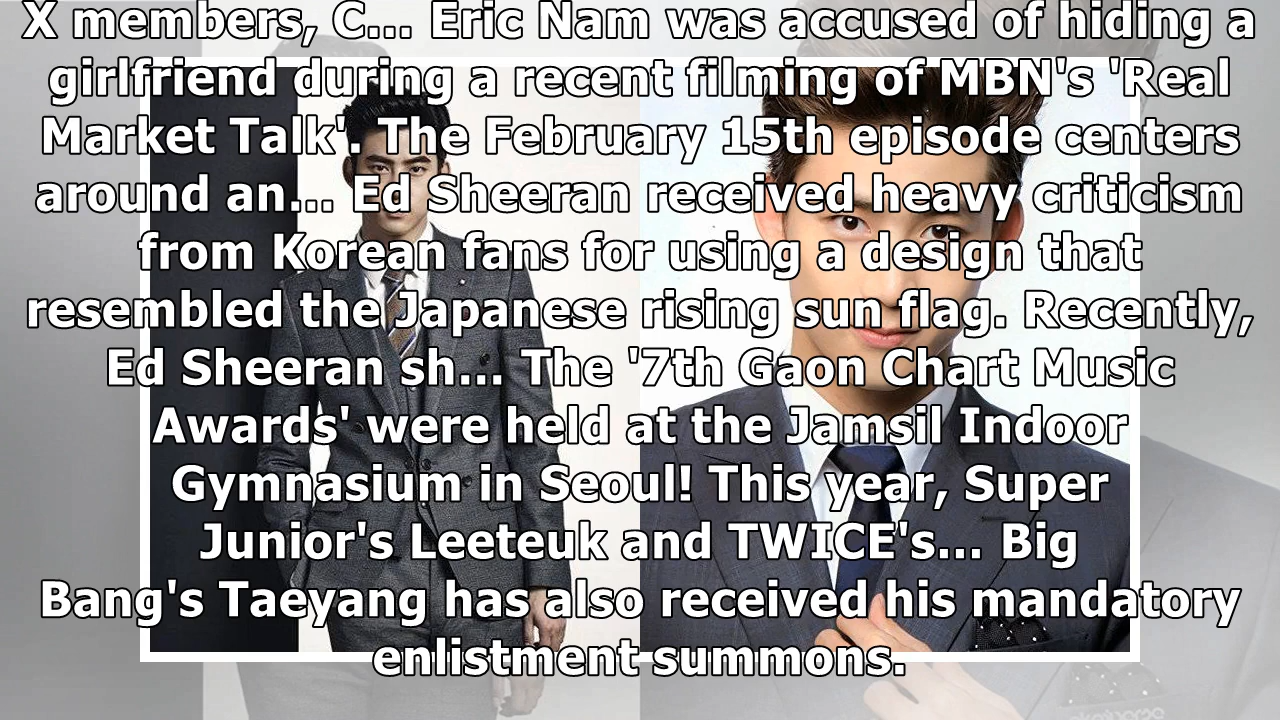 X members, C... Eric Nam was accused of hiding a
girlfriend during a recent filming of MBN's 'Real
Market Talk'. The February 15th episode centers
around an... Ed Sheeran received heavy criticism
from Korean fans for using a design that
resembled the Japanese rising sun flag. Recently,
Ed Sheeran sh... The '7th Gaon Chart Music
Awards' were held at the Jamsil Indoor
Gymnasium in Seoul! This year, Super
Junior's Leeteuk and TWICE's... Big
Bang's Taeyang has also received his mandatory
enlistment summons.